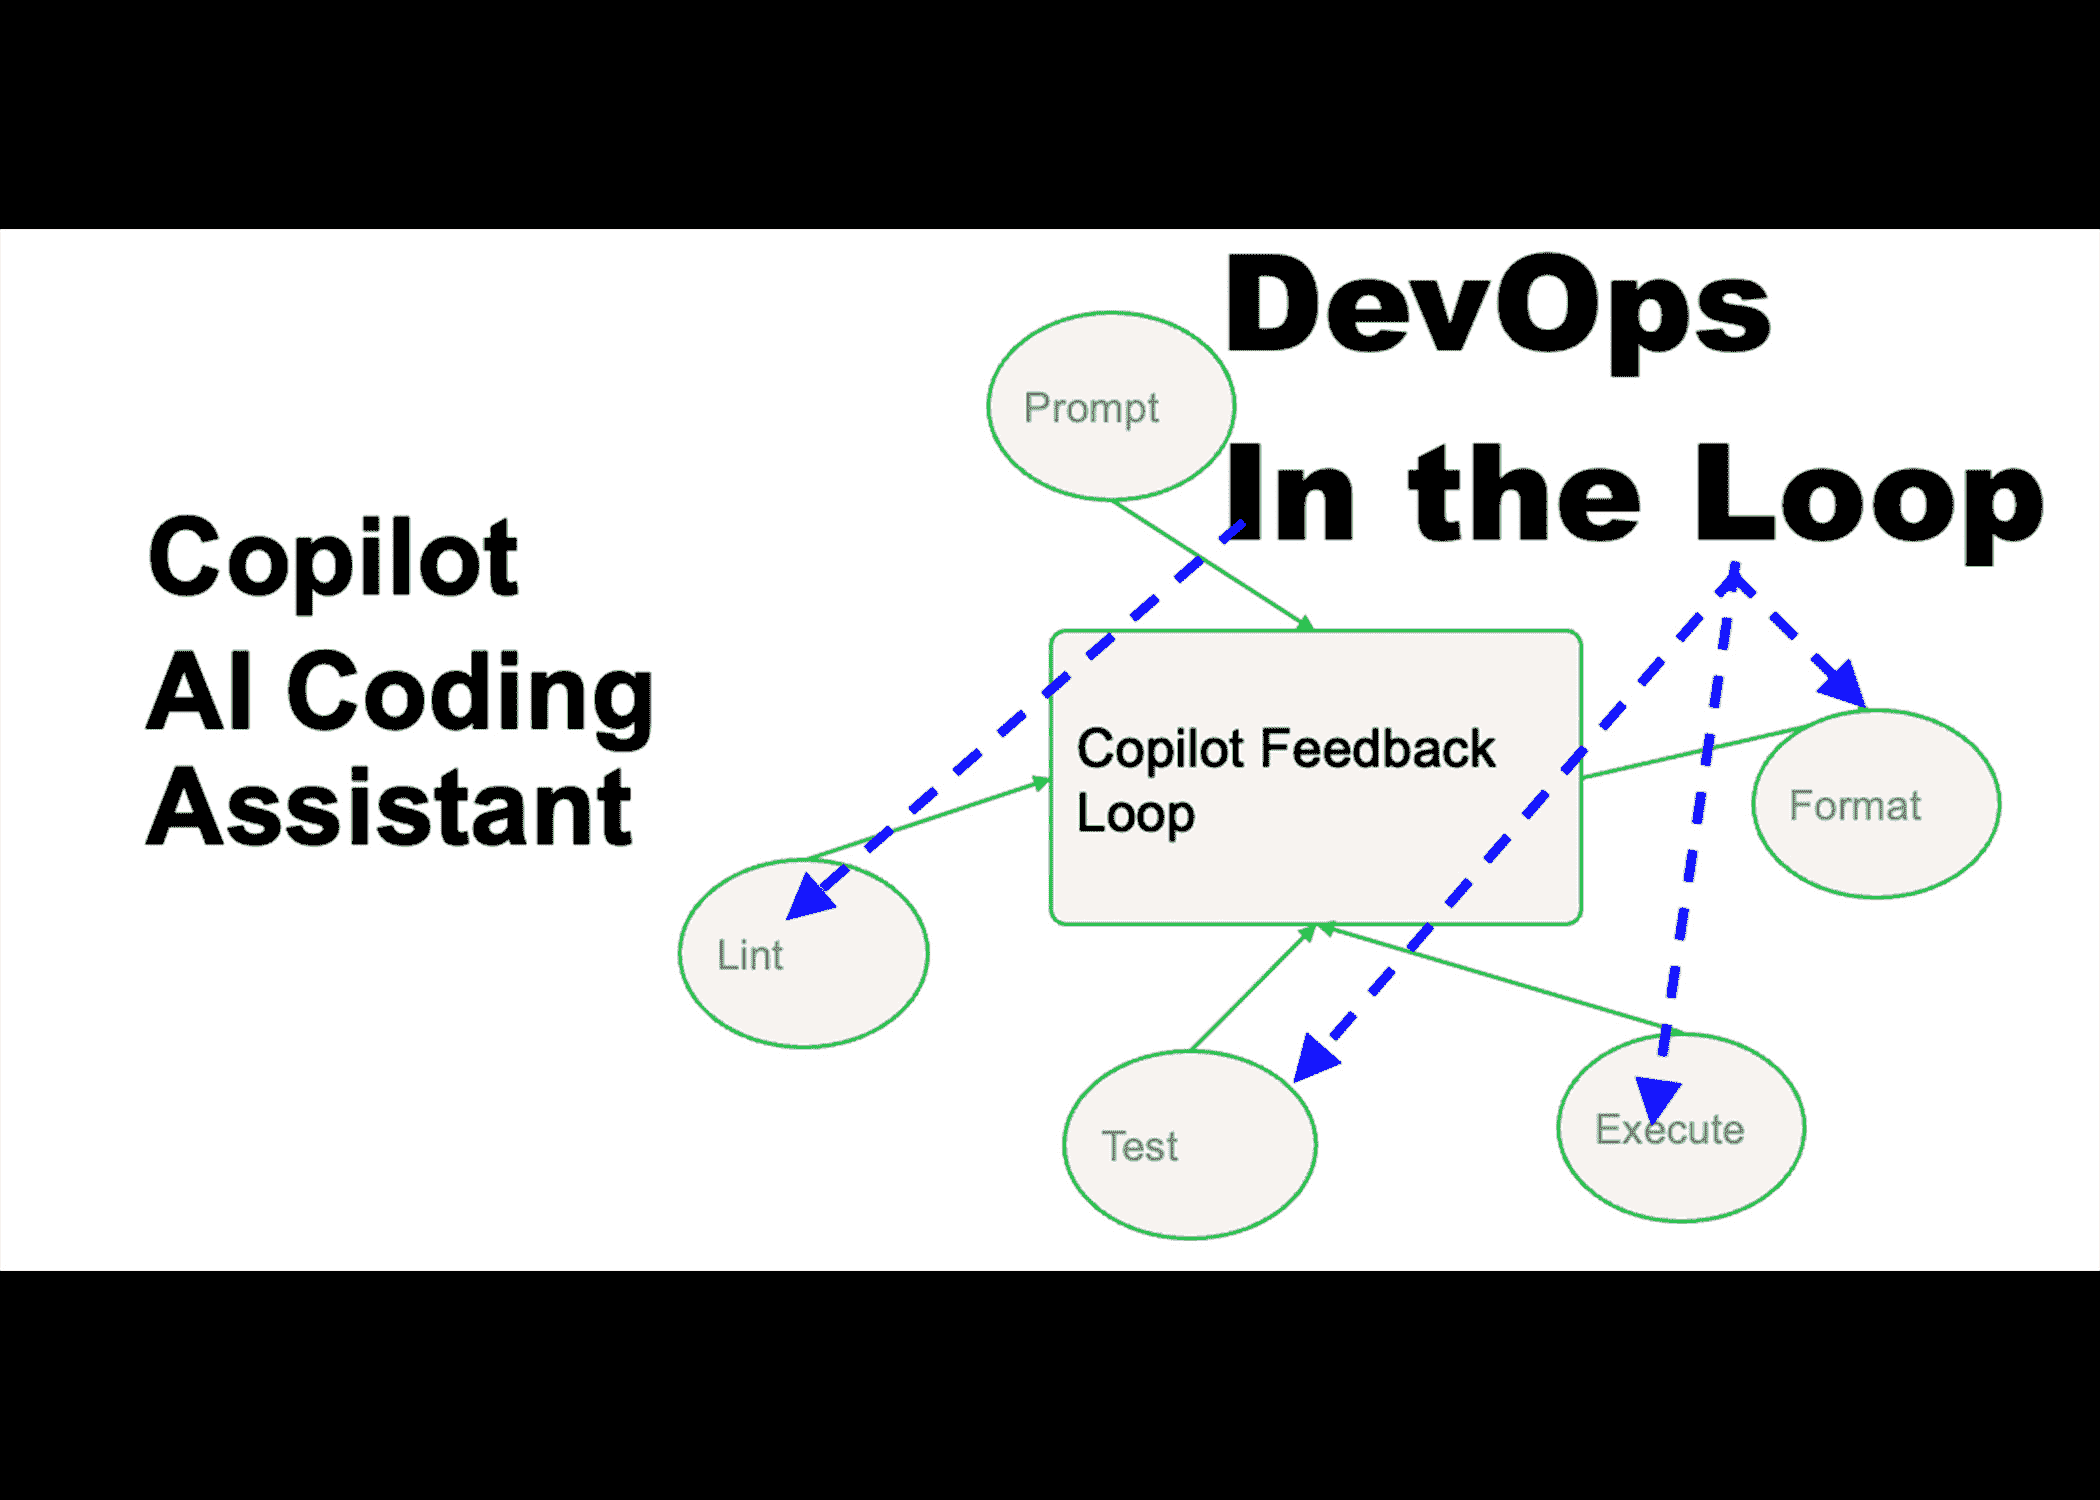 DevOps
In the Loop
Prompt
Copilot
AI Coding
Assistant
Copilot Feedback
Loop
Format
Lint
Test
Execute